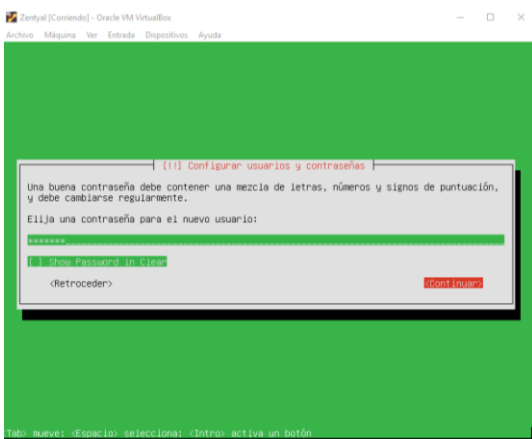 Zentyal [Corriendo] - Oracle VM VirtualBox
Archivo Máquina Ver Entrada Dispositivos Ayuda
[!!] Configurar usuarios y contraseñas
Una buena contraseña debe contener una mezcla de letras, números y signos de puntuación,
y debe cambiarse regularmente.
Elija una contraseña para el nuevo usuario:
*******
[ ] Show Password in Clear
<Retroceder> <Continuar>
<Tab> mueve; <Espacio> selecciona; <Intro> activa un botón